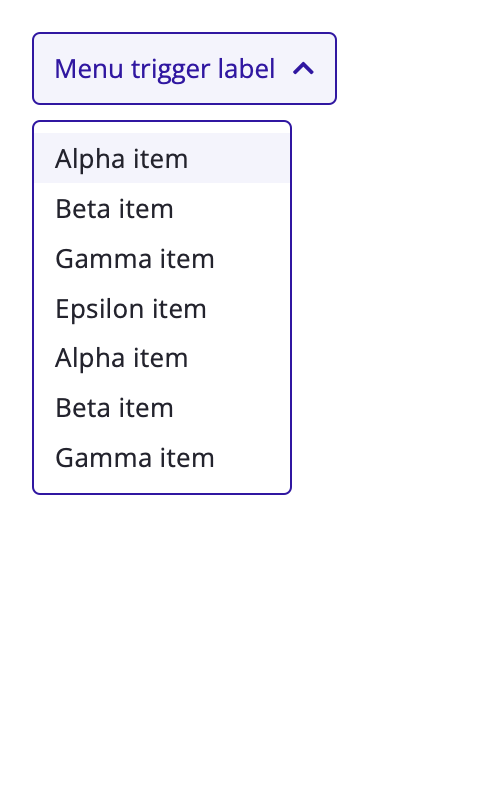 Menu trigger label
Alpha item
Beta item
Gamma item
Epsilon item
Alpha item
Beta item
Gamma item